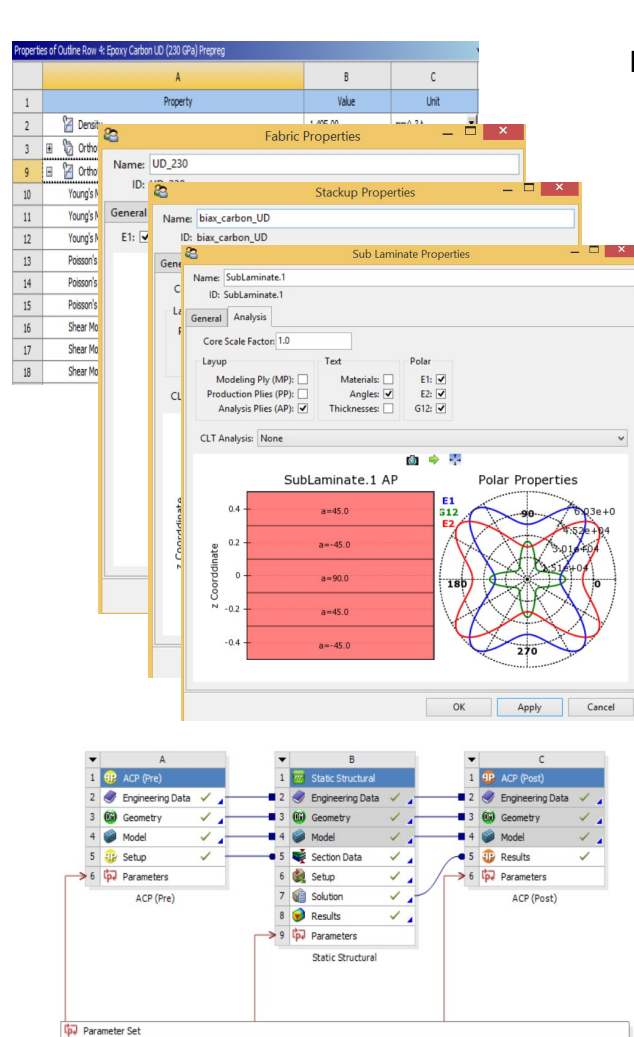 Properties of Outline Row 4: Epoxy Carbon UD (230 GPa) Prepreg
A B C
1 Property Value Unit
2 Density
3 Ortho
9 Ortho
10 Young's M
11 Young's M
12 Young's M
13 Poisson's
14 Poisson's
15 Poisson's
16 Shear Mo
17 Shear Mo
18 Shear Mo
Fabric Properties
Name: UD_230
ID:
General
E1:
Stackup Properties
Name: biax_carbon_UD
ID: biax_carbon_UD
Sub Laminate Properties
Name: SubLaminate.1
ID: SubLaminate.1
General Analysis
Core Scale Factor: 1.0
Layup Text Polar
Modeling Ply (MP): Materials: E1:
Production Plies (PP): Angles: E2:
Analysis Plies (AP): Thicknesses: G12:
CLT Analysis: None
SubLaminate.1 AP
Polar Properties
z Coordinate
0.4
0.2
0
-0.2
-0.4
a=45.0
a=-45.0
a=90.0
a=45.0
a=-45.0
E1
G12
E2
90
180
0
270
OK Apply Cancel
A
1 ACP (Pre)
2 Engineering Data
3 Geometry
4 Model
5 Setup
6 Parameters
ACP (Pre)
B
1 Static Structural
2 Engineering Data
3 Geometry
4 Model
5 Section Data
6 Setup
7 Solution
8 Results
9 Parameters
Static Structural
C
1 ACP (Post)
2 Engineering Data
3 Geometry
4 Model
5 Results
6 Parameters
ACP (Post)
Parameter Set